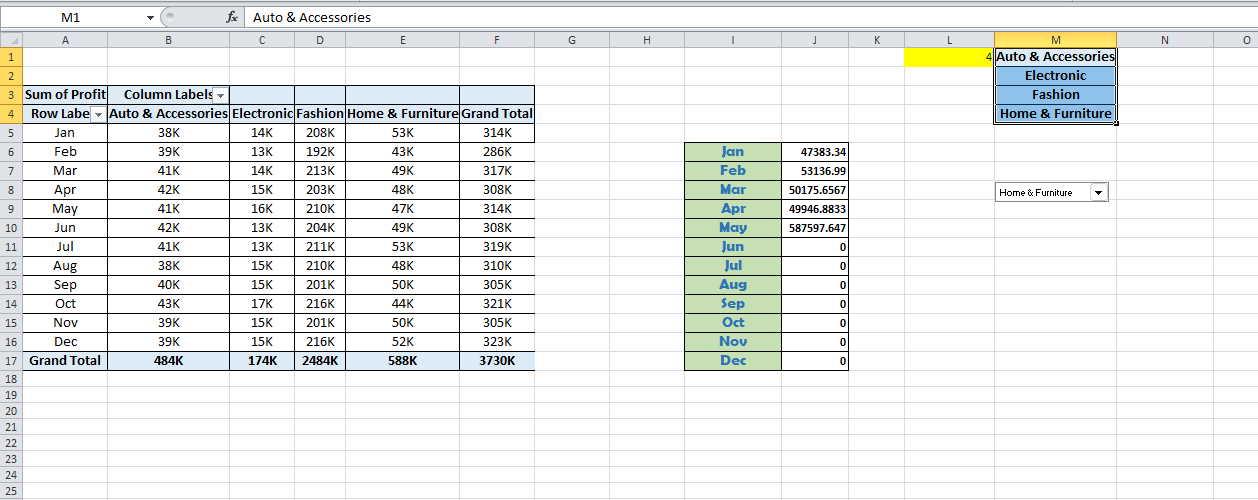 M1 fx Auto & Accessories
A B C D E F G H I J K L M N O
1 4 Auto & Accessories
2 Electronic
3 Sum of Profit Column Labels Fashion
4 Row Labe Auto & Accessories Electronic Fashion Home & Furniture Grand Total Home & Furniture
5 Jan 38K 14K 208K 53K 314K
6 Feb 39K 13K 192K 43K 286K Jan 47383.34
7 Mar 41K 14K 213K 49K 317K Feb 53136.99
8 Apr 42K 15K 203K 48K 308K Mar 50175.6567 Home & Furniture
9 May 41K 16K 210K 47K 314K Apr 49946.8833
10 Jun 42K 13K 204K 49K 308K May 587597.647
11 Jul 41K 13K 211K 53K 319K Jun 0
12 Aug 38K 15K 210K 48K 310K Jul 0
13 Sep 40K 15K 201K 50K 305K Aug 0
14 Oct 43K 17K 216K 44K 321K Sep 0
15 Nov 39K 15K 201K 50K 305K Oct 0
16 Dec 39K 15K 216K 52K 323K Nov 0
17 Grand Total 484K 174K 2484K 588K 3730K Dec 0
18
19
20
21
22
23
24
25